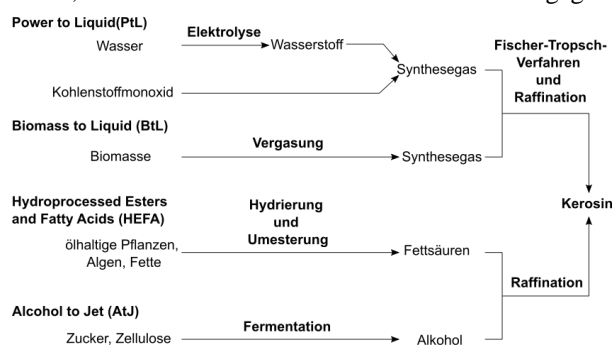 Power to Liquid(PtL)
Wasser
Elektrolyse
Wasserstoff
Kohlenstoffmonoxid
Synthesegas
Fischer-Tropsch-
Verfahren
und
Raffination
Biomass to Liquid (BtL)
Biomasse
Vergasung
Synthesegas
Kerosin
Hydroprocessed Esters
and Fatty Acids (HEFA)
ölhaltige Pflanzen,
Algen, Fette
Hydrierung
und
Umesterung
Fettsäuren
Raffination
Alcohol to Jet (AtJ)
Zucker, Zellulose
Fermentation
Alkohol